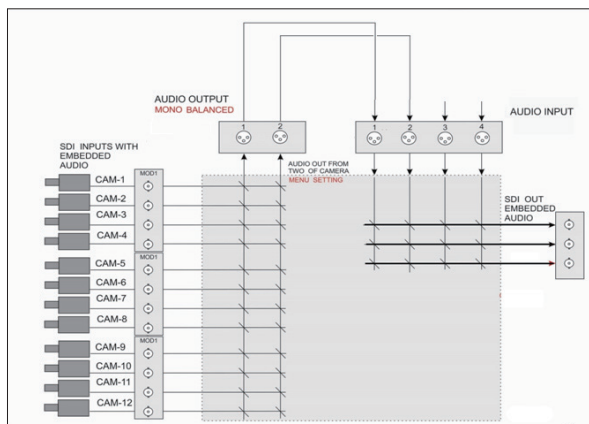 AUDIO OUTPUT
MONO BALANCED
1
2
AUDIO INPUT
1
2
3
4
SDI INPUTS WITH
EMBEDDED
AUDIO
AUDIO OUT FROM
TWO OF CAMERA
MENU SETTING
SDI OUT
EMBEDDED
AUDIO
MOD1
CAM-1
CAM-2
CAM-3
CAM-4
MOD1
CAM-5
CAM-6
CAM-7
CAM-8
MOD1
CAM-9
CAM-10
CAM-11
CAM-12